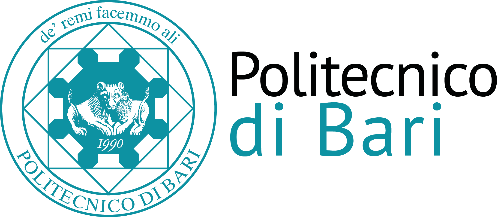 de' remi facemmo ali
1990
POLITECNICO DI BARI
Politecnico
di Bari